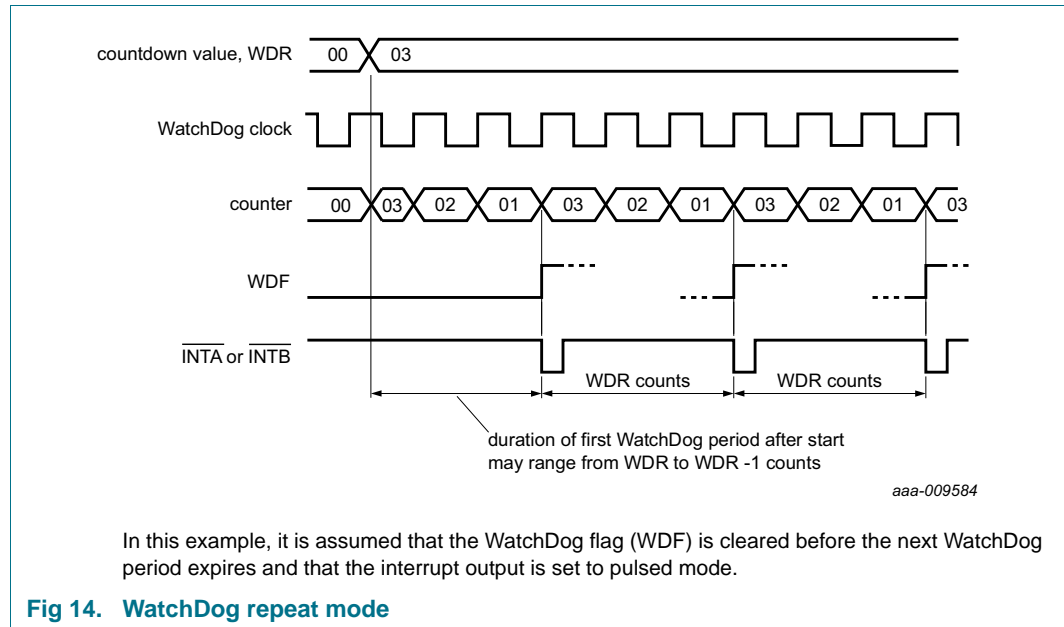 countdown value, WDR 00 03
WatchDog clock
counter 00 03 02 01 03 02 01 03 02 01 03
WDF
INTA or INTB
WDR counts WDR counts
duration of first WatchDog period after start
may range from WDR to WDR -1 counts
aaa-009584
In this example, it is assumed that the WatchDog flag (WDF) is cleared before the next WatchDog
period expires and that the interrupt output is set to pulsed mode.
Fig 14. WatchDog repeat mode